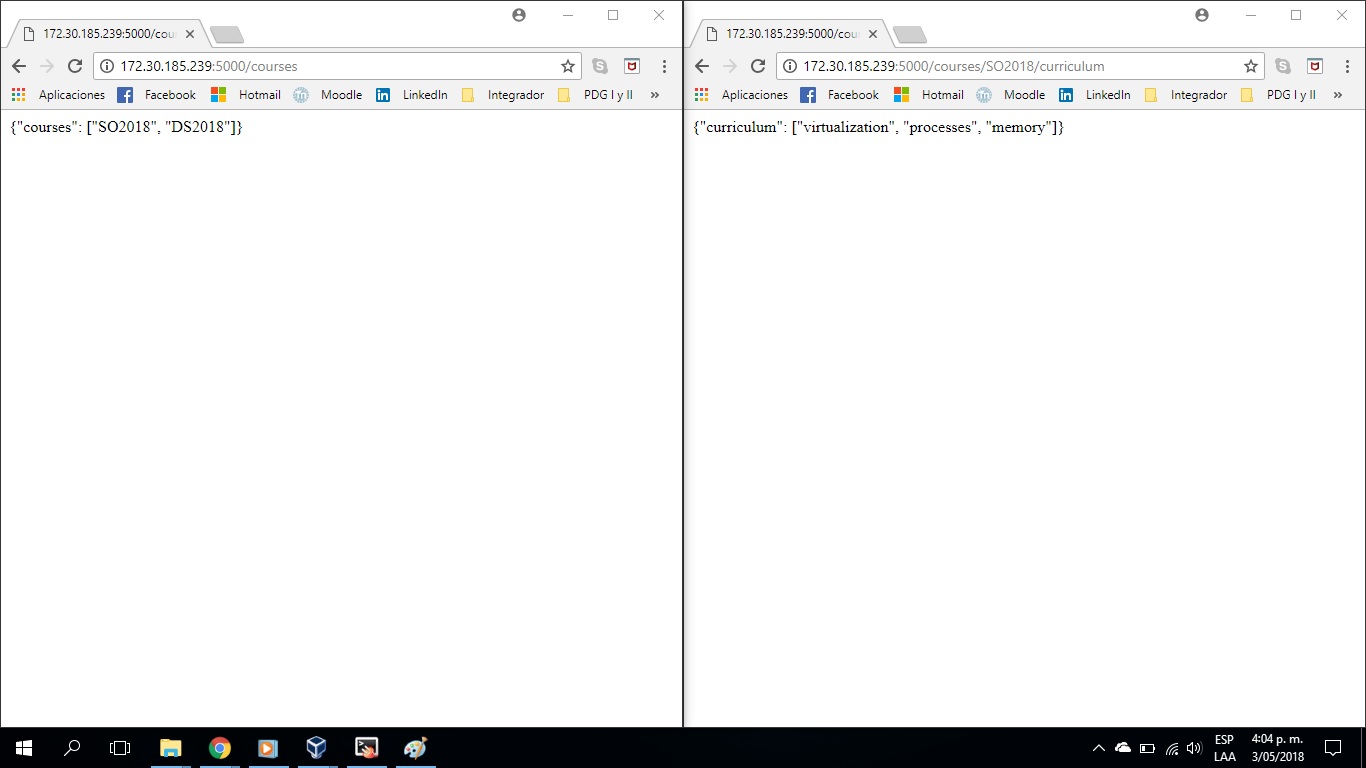 172.30.185.239:5000/cou
172.30.185.239:5000/courses
Aplicaciones Facebook Hotmail Moodle LinkedIn Integrador PDG I y II »
{"courses": ["SO2018", "DS2018"]}
172.30.185.239:5000/cou
172.30.185.239:5000/courses/SO2018/curriculum
Aplicaciones Facebook Hotmail Moodle LinkedIn Integrador PDG I y II »
{"curriculum": ["virtualization", "processes", "memory"]}
ESP
LAA
4:04 p. m.
3/05/2018